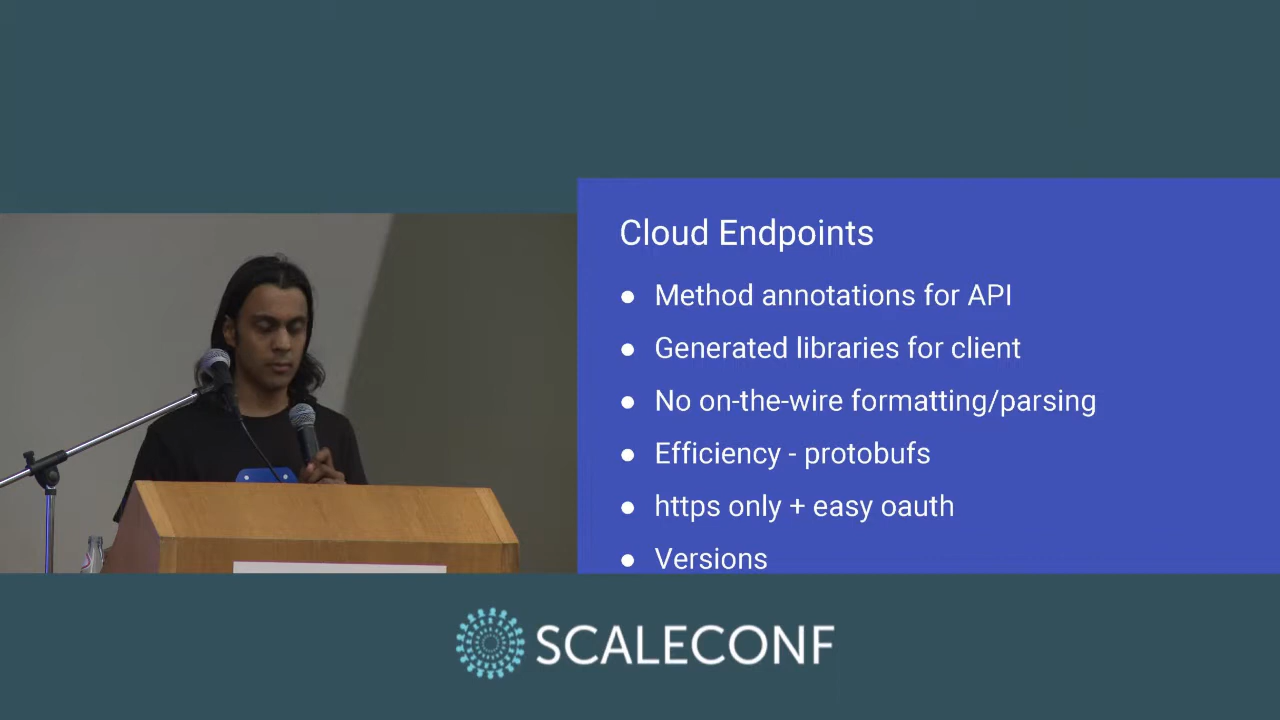 Cloud Endpoints
● Method annotations for API
● Generated libraries for client
● No on-the-wire formatting/parsing
● Efficiency - protobufs
● https only + easy oauth
● Versions
SCALECONF